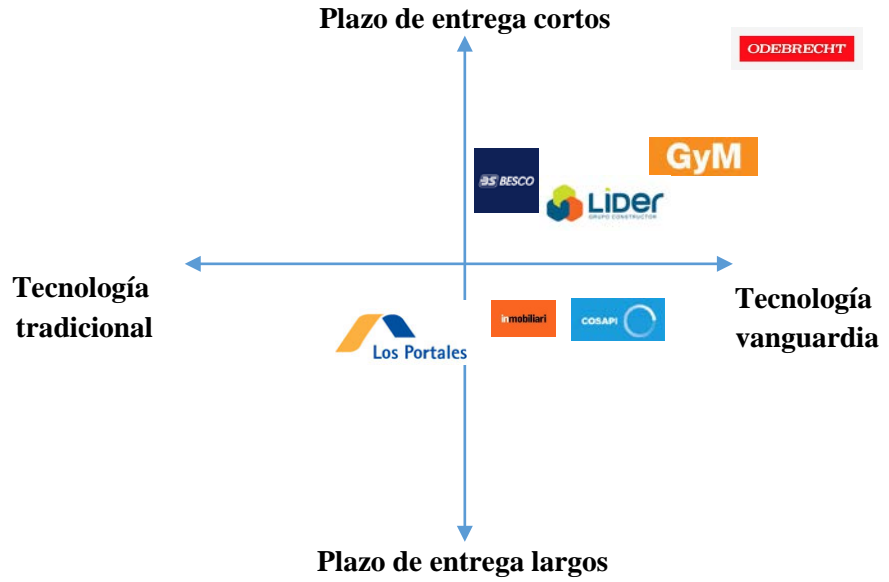 Plazo de entrega cortos
ODEBRECHT
GyM
BESCO
LIDER
GRUPO CONSTRUCTOR
Tecnología
tradicional
Tecnología
vanguardia
inmobiliari
COSAPI
Los Portales
Plazo de entrega largos